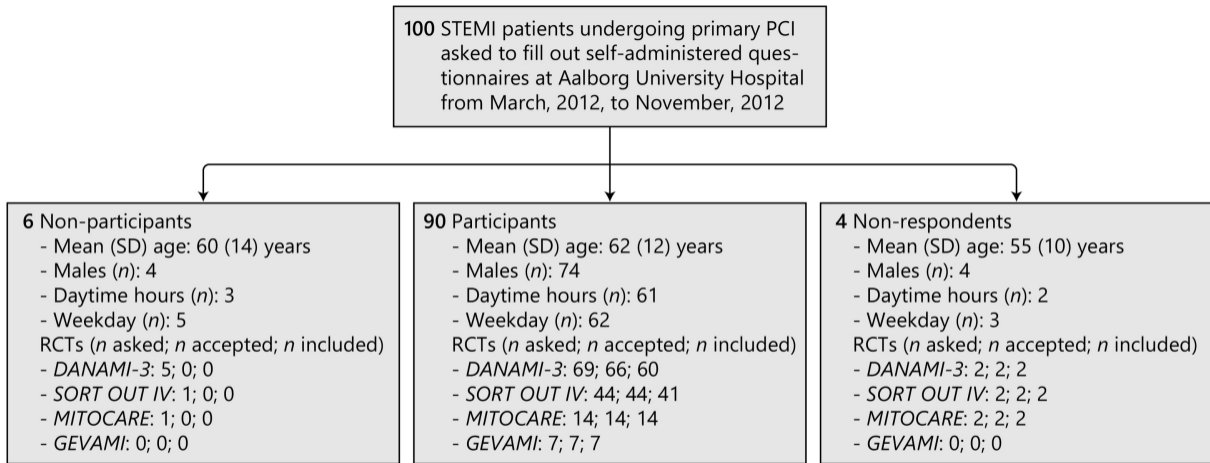 100 STEMI patients undergoing primary PCI
asked to fill out self-administered ques-
tionnaires at Aalborg University Hospital
from March, 2012, to November, 2012
6 Non-participants
- Mean (SD) age: 60 (14) years
- Males (n): 4
- Daytime hours (n): 3
- Weekday (n): 5
RCTs (n asked; n accepted; n included)
- DANAMI-3: 5; 0; 0
- SORT OUT IV: 1; 0; 0
- MITOCARE: 1; 0; 0
- GEVAMI: 0; 0; 0
90 Participants
- Mean (SD) age: 62 (12) years
- Males (n): 74
- Daytime hours (n): 61
- Weekday (n): 62
RCTs (n asked; n accepted; n included)
- DANAMI-3: 69; 66; 60
- SORT OUT IV: 44; 44; 41
- MITOCARE: 14; 14; 14
- GEVAMI: 7; 7; 7
4 Non-respondents
- Mean (SD) age: 55 (10) years
- Males (n): 4
- Daytime hours (n): 2
- Weekday (n): 3
RCTs (n asked; n accepted; n included)
- DANAMI-3: 2; 2; 2
- SORT OUT IV: 2; 2; 2
- MITOCARE: 2; 2; 2
- GEVAMI: 0; 0; 0